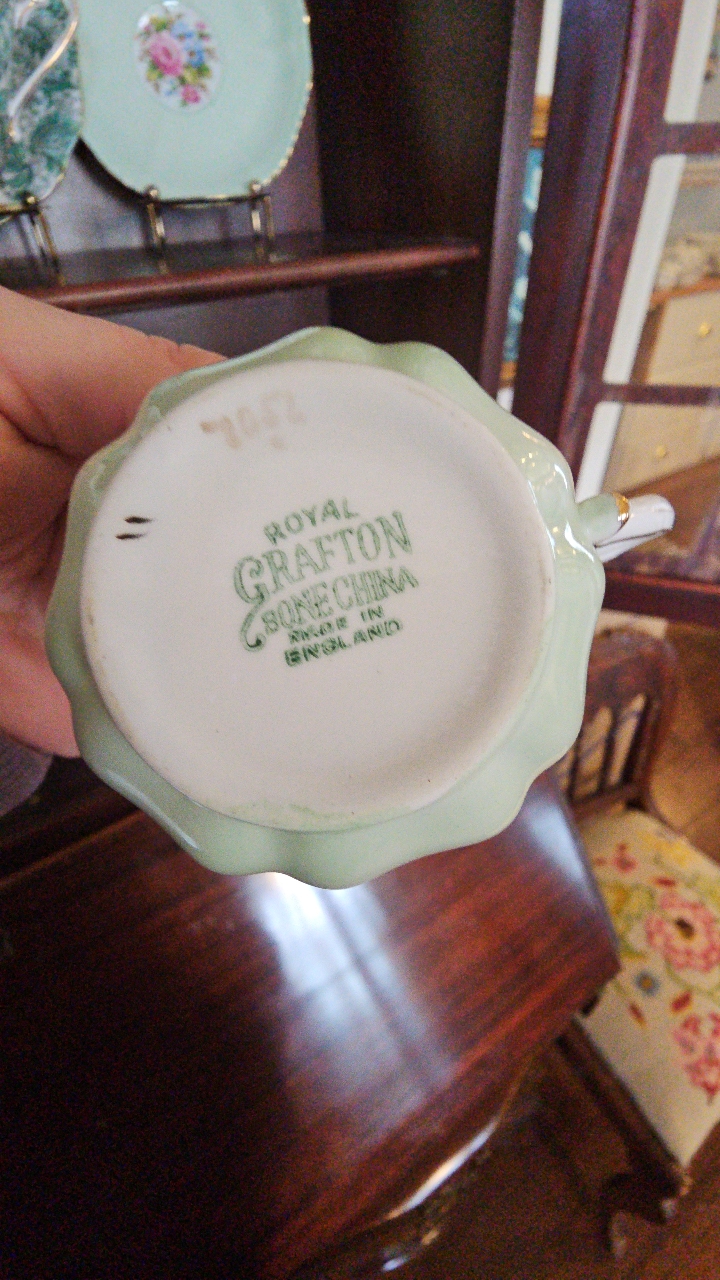 ROYAL
GRAFTON
BONE CHINA
MADE IN
ENGLAND